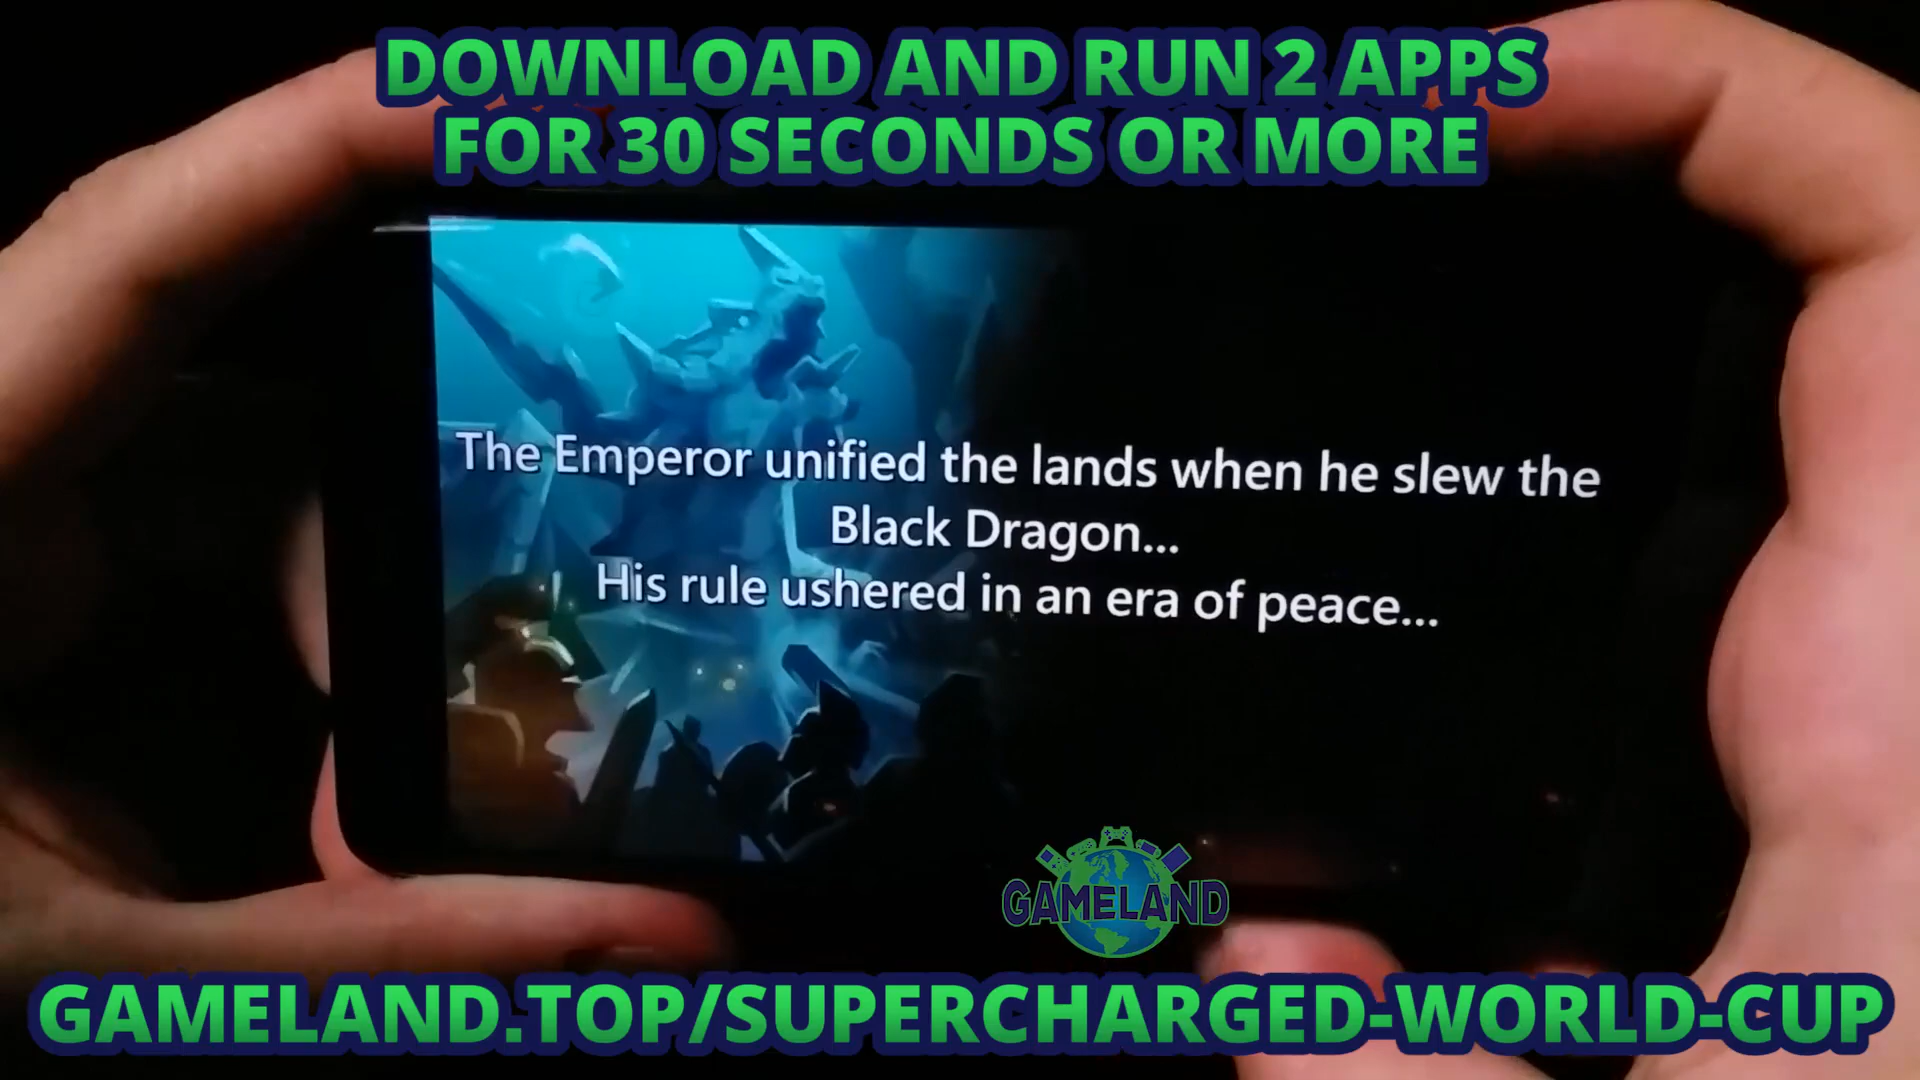 DOWNLOAD AND RUN 2 APPS
FOR 30 SECONDS OR MORE
The Emperor unified the lands when he slew the
Black Dragon...
His rule ushered in an era of peace...
GAMELAND
GAMELAND.TOP/SUPERCHARGED-WORLD-CUP